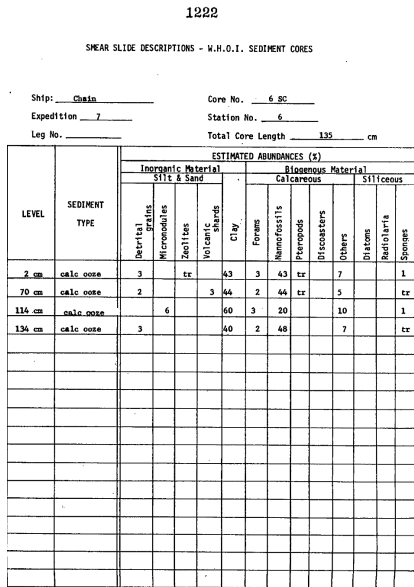 1222
SMEAR SLIDE DESCRIPTIONS - W.H.O.I. SEDIMENT CORES
Ship: Chain Core No. 6 SC
Expedition 7 Station No. 6
Leg No. Total Core Length 135 cm
ESTIMATED ABUNDANCES (%)
Inorganic Material Biogenous Material
Silt & Sand Calcareous Siliceous
LEVEL SEDIMENT TYPE Detrital grains Micromodules Zeolites Volcanic shards Clay Forams Nannofossils Pteropods Discoasters Others Diatoms Radiolaria Sponges
2 cm calc ooze 3 tr 43 3 43 tr 7 1
70 cm calc ooze 2 3 44 2 44 tr 5 tr
114 cm calc ooze 6 60 3 20 10 1
134 cm calc ooze 3 40 2 48 7 tr